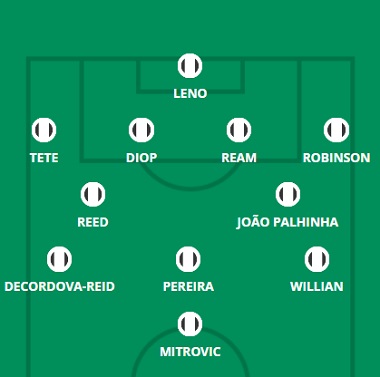 LENO
TETE
DIOP
REAM
ROBINSON
REED
JOÃO PALHINHA
DECORDOVA-REID
PEREIRA
WILLIAN
MITROVIC